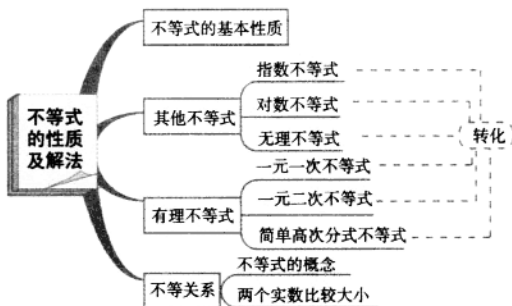 不等式的基本性质
指数不等式
对数不等式
其他不等式
无理不等式
转化
不等式
的性质
及解法
一元一次不等式
一元二次不等式
有理不等式
简单高次分式不等式
不等式的概念
不等关系
两个实数比较大小